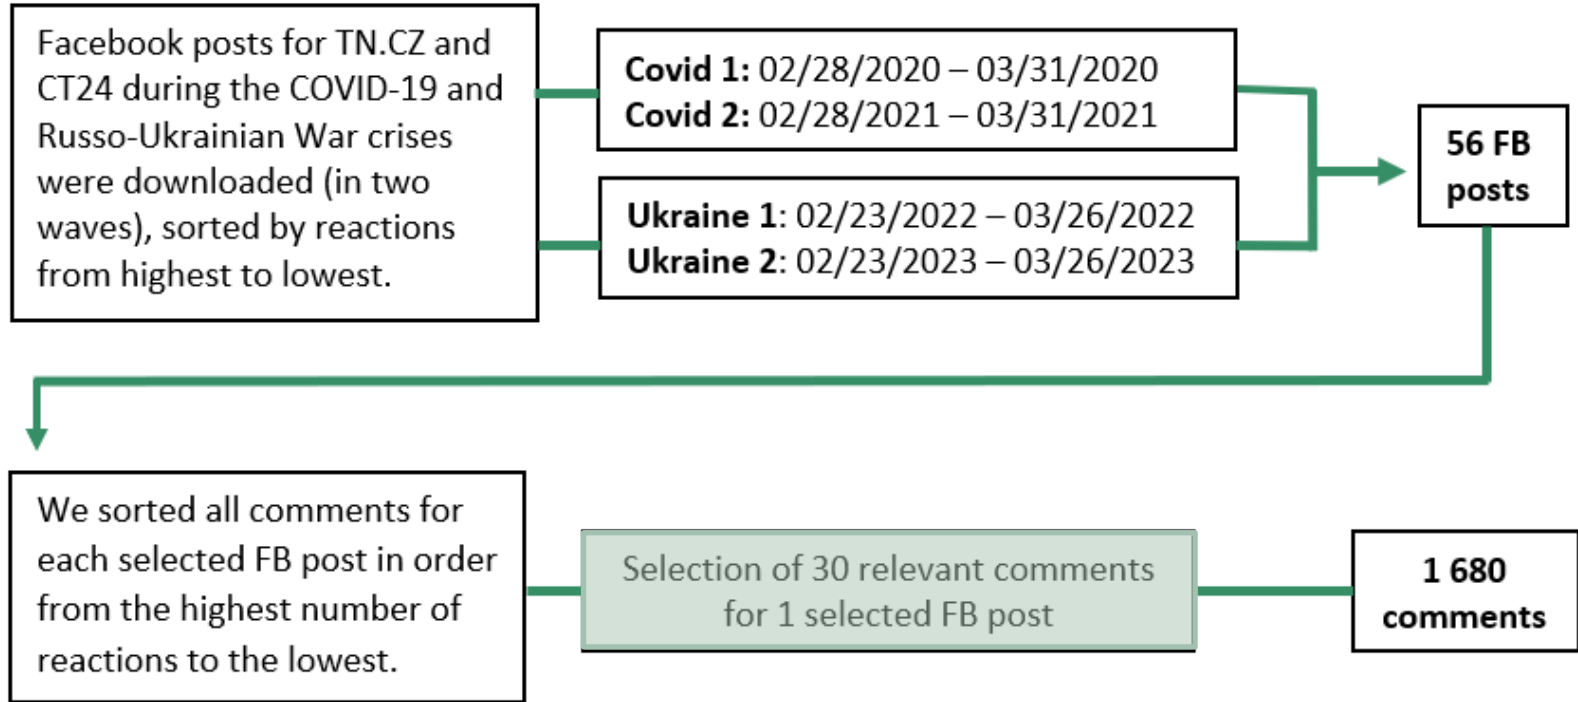 Facebook posts for TN.CZ and
CT24 during the COVID-19 and
Russo-Ukrainian War crises
were downloaded (in two
waves), sorted by reactions
from highest to lowest.
Covid 1: 02/28/2020 – 03/31/2020
Covid 2: 02/28/2021 – 03/31/2021
Ukraine 1: 02/23/2022 – 03/26/2022
Ukraine 2: 02/23/2023 – 03/26/2023
56 FB
posts
We sorted all comments for
each selected FB post in order
from the highest number of
reactions to the lowest.
Selection of 30 relevant comments
for 1 selected FB post
1 680
comments